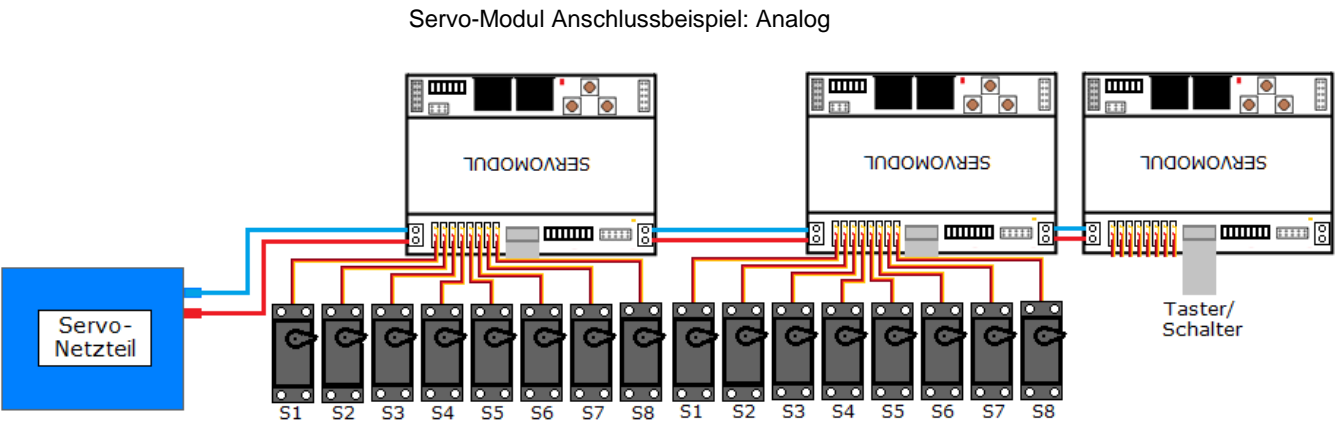 Servo-Modul Anschlussbeispiel: Analog
SERVOMODUL
SERVOMODUL
SERVOMODUL
Servo-
Netzteil
Taster/
Schalter
S1 S2 S3 S4 S5 S6 S7 S8 S1 S2 S3 S4 S5 S6 S7 S8